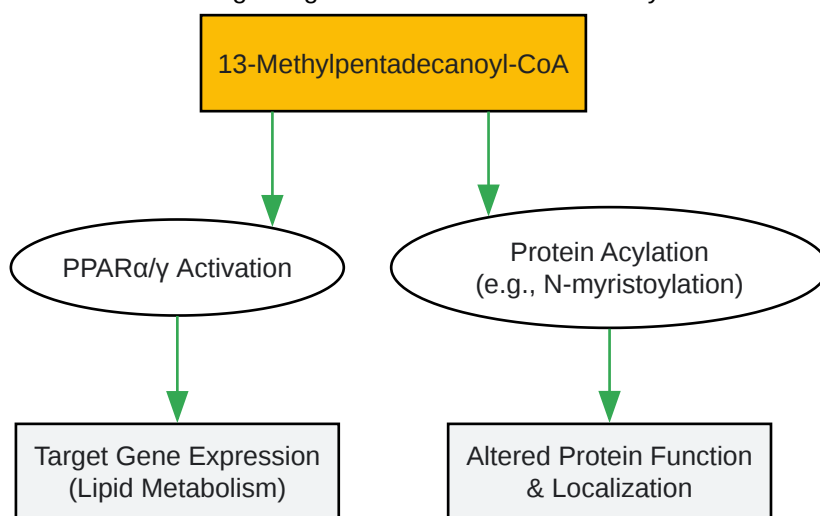 13-Methylpentadecanoyl-CoA
PPARα/γ Activation
Protein Acylation
(e.g., N-myristoylation)
Target Gene Expression
(Lipid Metabolism)
Altered Protein Function
& Localization